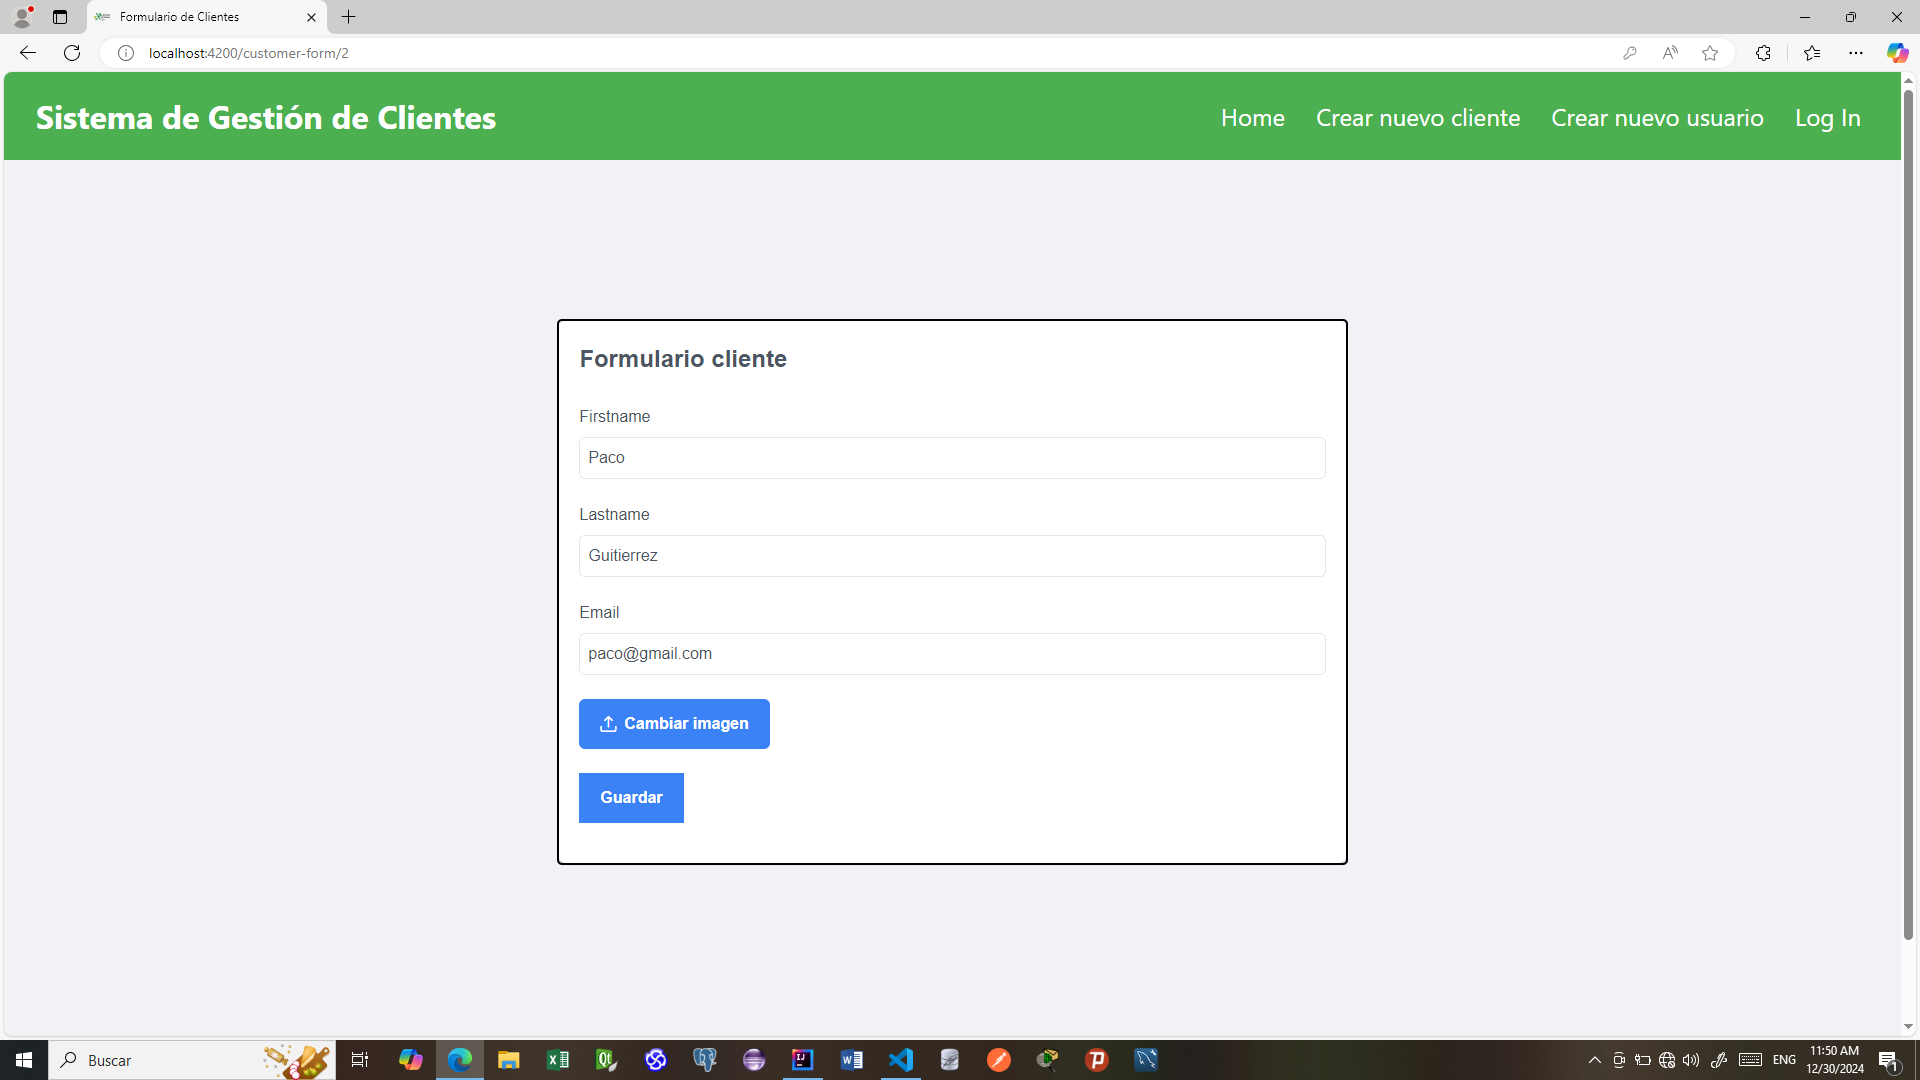 Formulario de Clientes
localhost:4200/customer-form/2
Sistema de Gestión de Clientes
Home Crear nuevo cliente Crear nuevo usuario Log In
Formulario cliente
Firstname
Paco
Lastname
Guitierrez
Email
paco@gmail.com
Cambiar imagen
Guardar
Buscar
ENG
11:50 AM
12/30/2024
1